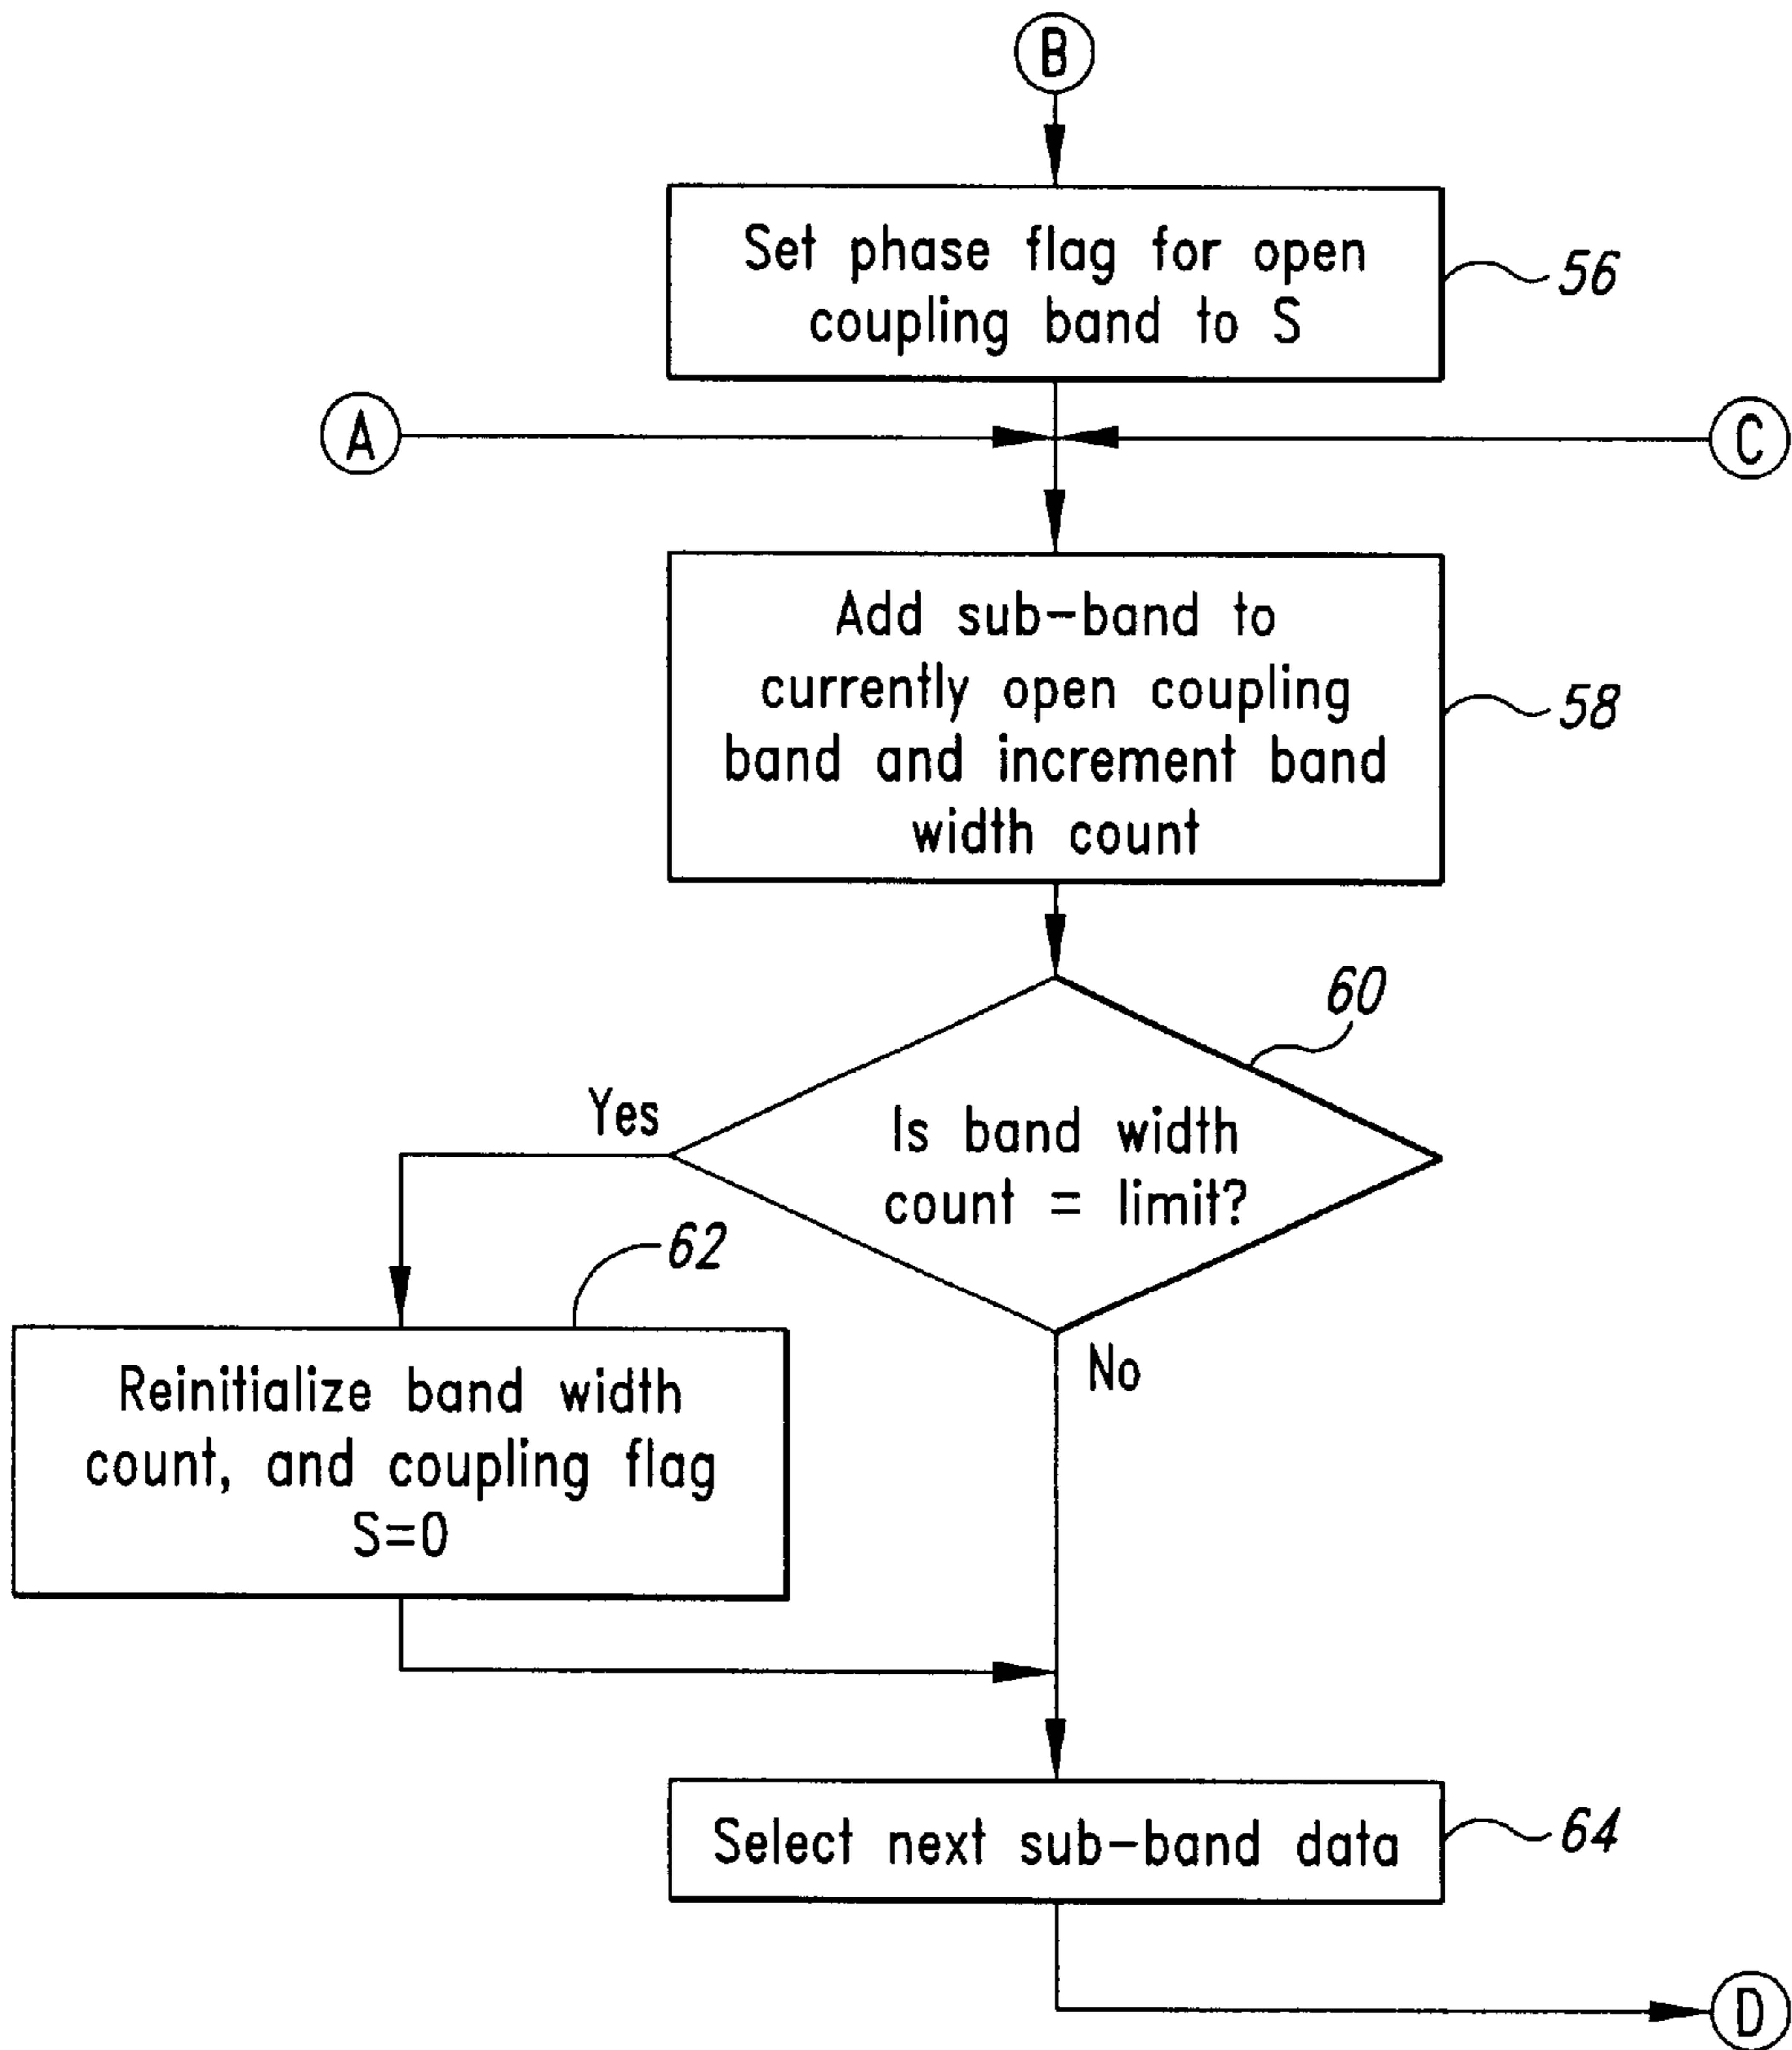 B
Set phase flag for open
coupling band to S
56
A
C
Add sub-band to
currently open coupling
band and increment band
width count
58
60
Yes
Is band width
count = limit?
62
No
Reinitialize band width
count, and coupling flag
S=0
Select next sub-band data
64
D